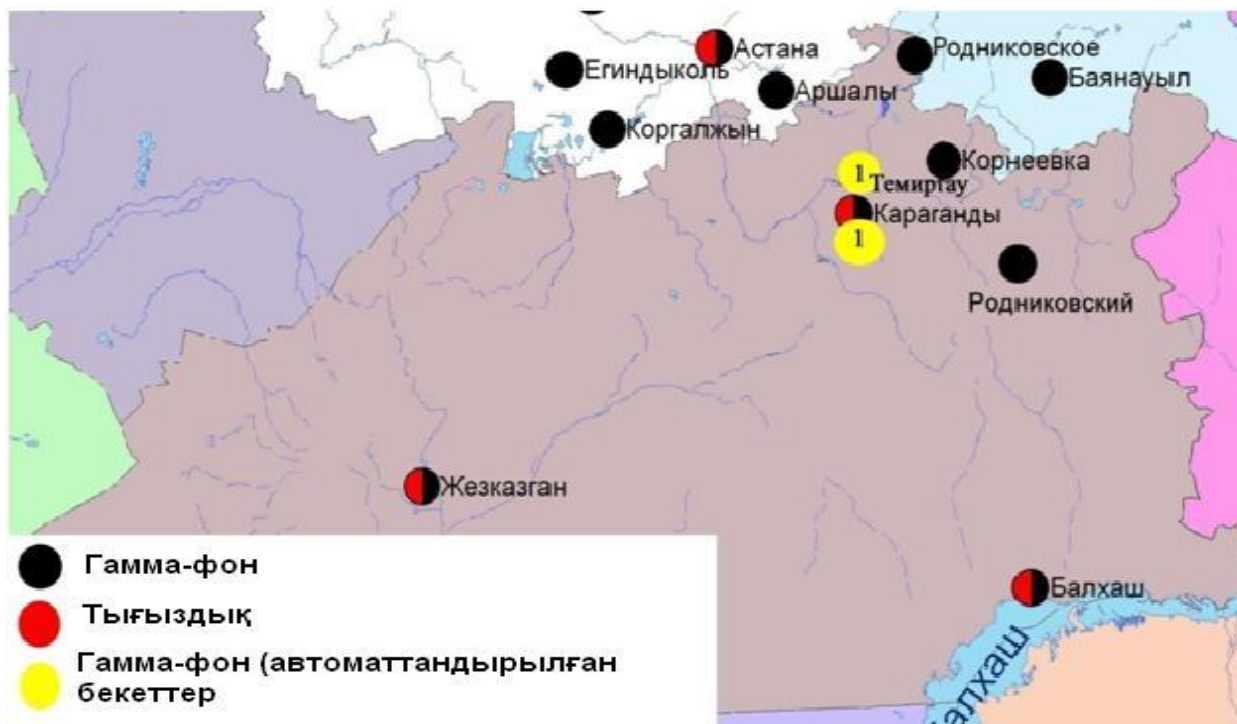 Астана
Родниковское
Егиндыколь
Баянауыл
Аршалы
Коргалжын
Корнеевка
1
Темиртау
Караганды
1
Родниковский
Жезказган
Балхаш
алхаш
Гамма-фон
Тығыздық
Гамма-фон (автоматтандырылған
бекеттер